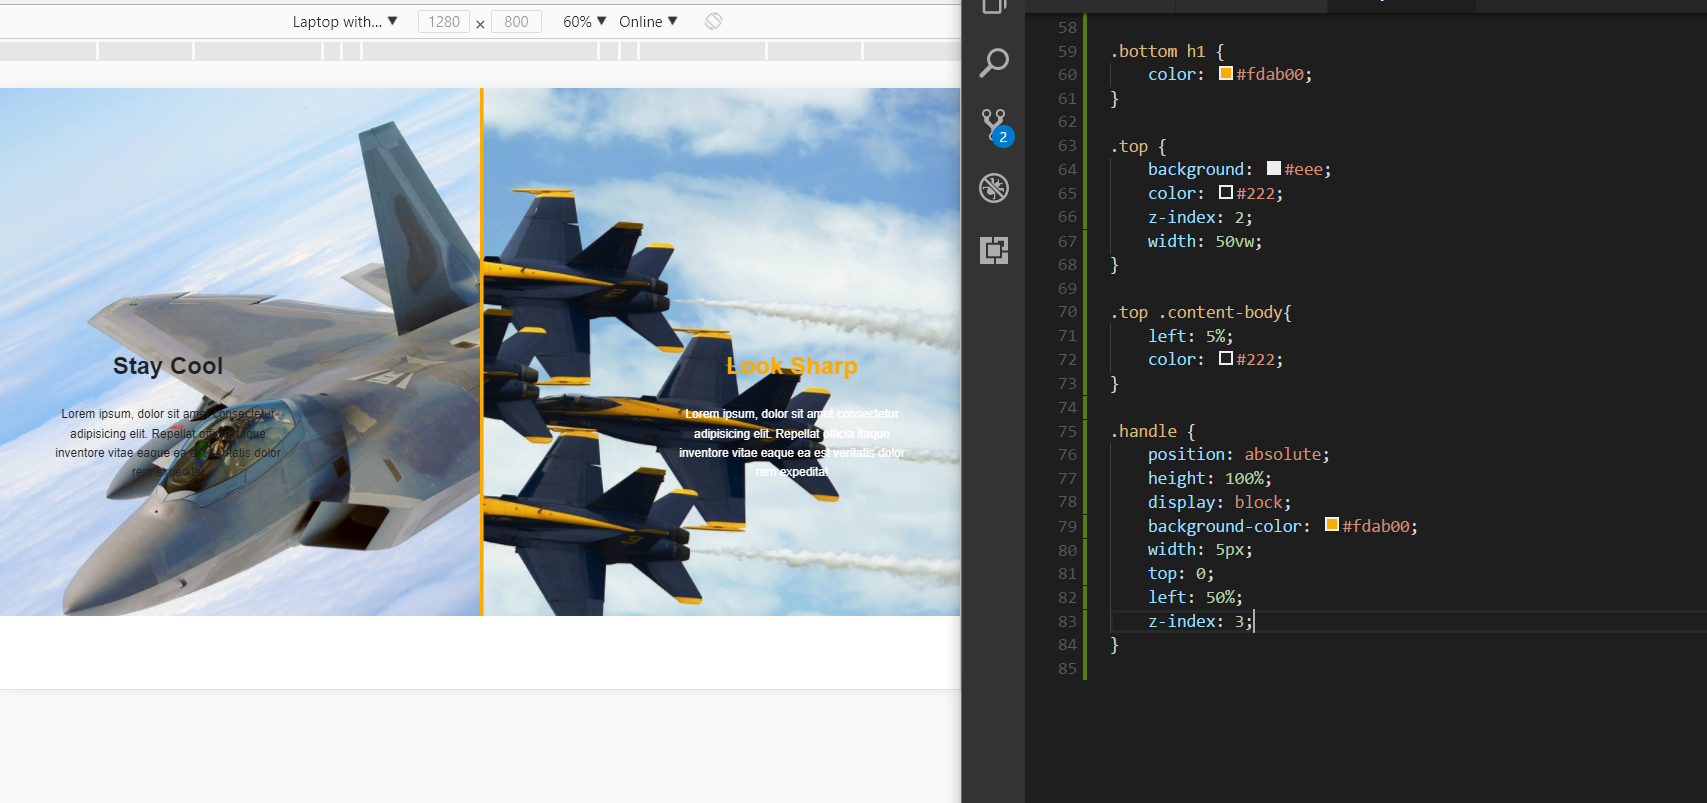 Laptop with... ▼ 1280 × 800 60% ▼ Online ▼
Stay Cool
Lorem ipsum, dolor sit amet consectetur
adipisicing elit. Repellat officia itaque
inventore vitae eaque ea est veritatis dolor
rem expedita!
Look Sharp
Lorem ipsum, dolor sit amet consectetur
adipisicing elit. Repellat officia itaque
inventore vitae eaque ea est veritatis dolor
rem expedita!
2
58
59 .bottom h1 {
60 color: #fdab00;
61 }
62
63 .top {
64 background: #eee;
65 color: #222;
66 z-index: 2;
67 width: 50vw;
68 }
69
70 .top .content-body{
71 left: 5%;
72 color: #222;
73 }
74
75 .handle {
76 position: absolute;
77 height: 100%;
78 display: block;
79 background-color: #fdab00;
80 width: 5px;
81 top: 0;
82 left: 50%;
83 z-index: 3;
84 }
85